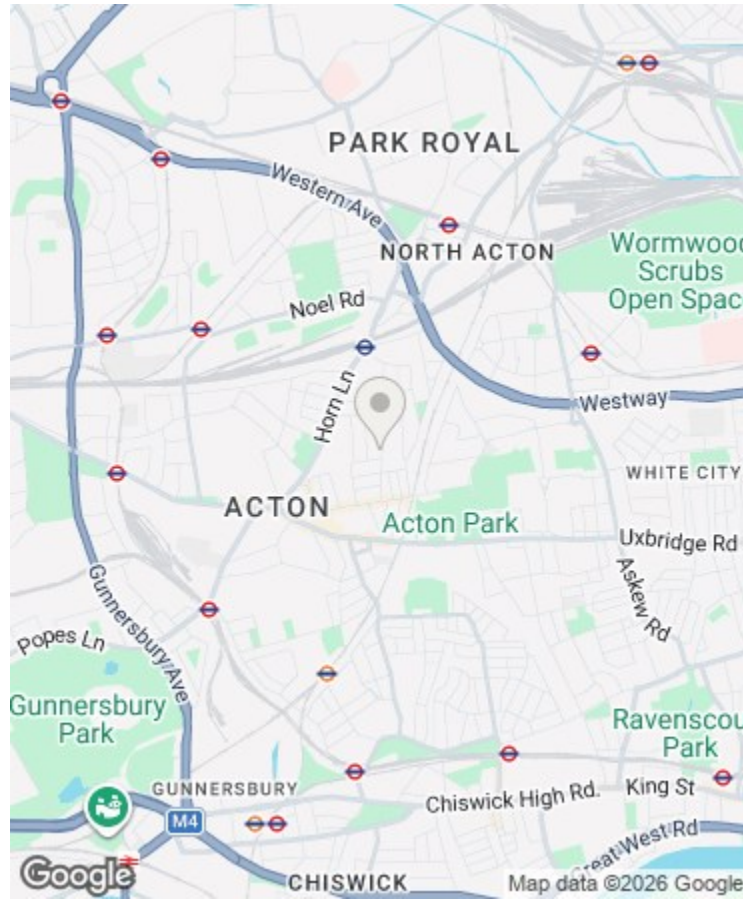 PARK ROYAL
Western Ave
NORTH ACTON
Wormwood
Scrubs
Open Spac
Noel Rd
Horn Ln
Westway
WHITE CITY
ACTON
Acton Park
Uxbridge Rd
Askew Rd
Gunnersbury Ave
Popes Ln
Gunnersbury
Park
Ravenscou
Park
GUNNERSBURY
Chiswick High Rd.
King St
M4
Great West Rd
Google
CHISWICK
Map data ©2026 Google